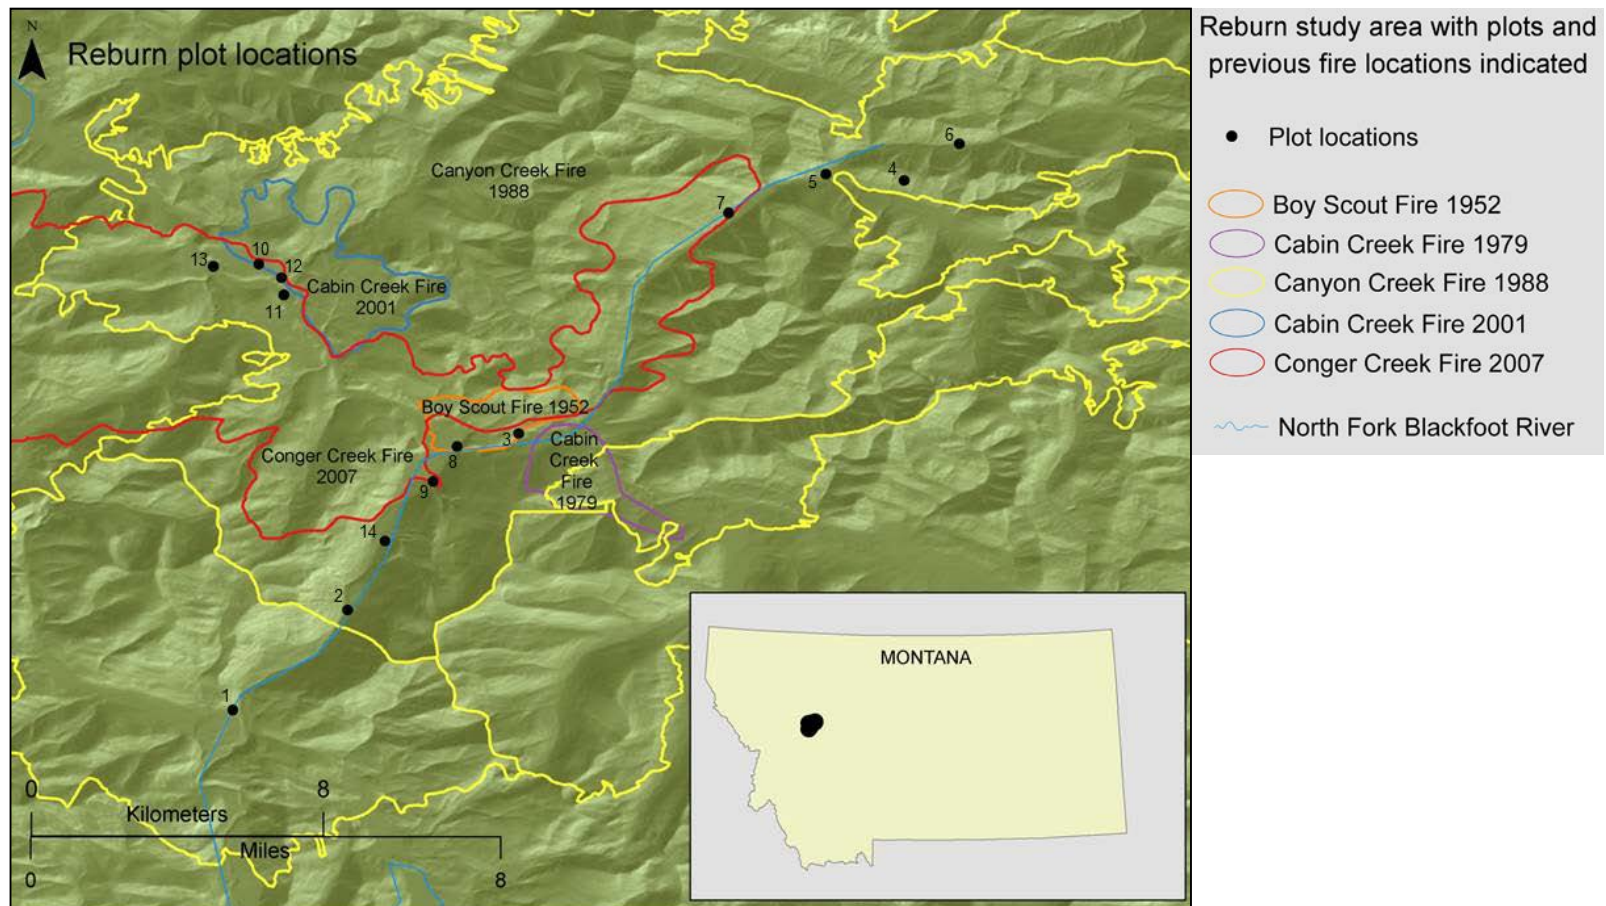 N
Reburn plot locations
Canyon Creek Fire
1988
6
5
4
7
13
10
12
11
Cabin Creek Fire
2001
Boy Scout Fire 1952
3
8
Cabin
Creek
Fire
1979
Conger Creek Fire
2007
9
14
2
1
0
8
Kilometers
Miles
0
8
MONTANA
Reburn study area with plots and
previous fire locations indicated
Plot locations
Boy Scout Fire 1952
Cabin Creek Fire 1979
Canyon Creek Fire 1988
Cabin Creek Fire 2001
Conger Creek Fire 2007
North Fork Blackfoot River